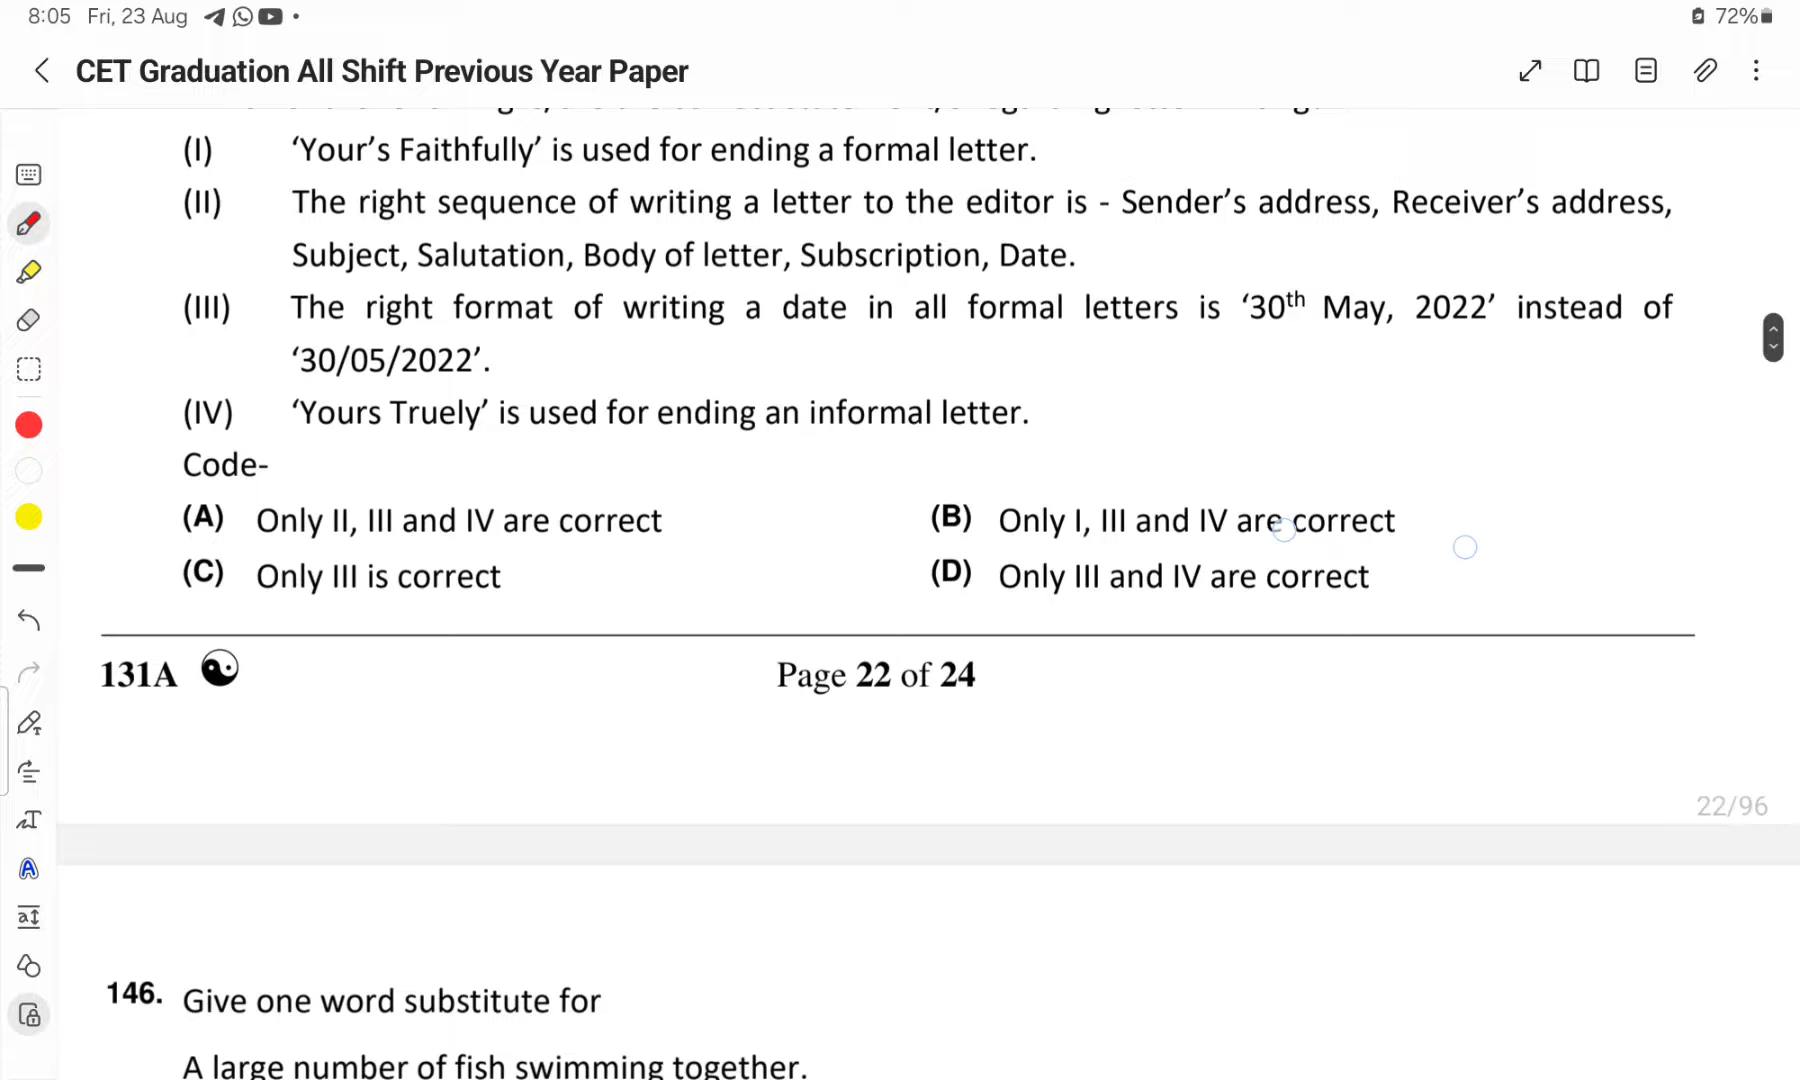 8:05 Fri, 23 Aug
72%
CET Graduation All Shift Previous Year Paper
(I) ‘Your’s Faithfully’ is used for ending a formal letter.
(II) The right sequence of writing a letter to the editor is - Sender’s address, Receiver’s address,
Subject, Salutation, Body of letter, Subscription, Date.
(III) The right format of writing a date in all formal letters is ‘30th May, 2022’ instead of
‘30/05/2022’.
(IV) ‘Yours Truely’ is used for ending an informal letter.
Code-
(A) Only II, III and IV are correct (B) Only I, III and IV are correct
(C) Only III is correct (D) Only III and IV are correct
131A Page 22 of 24
22/96
146. Give one word substitute for
A large number of fish swimming together.